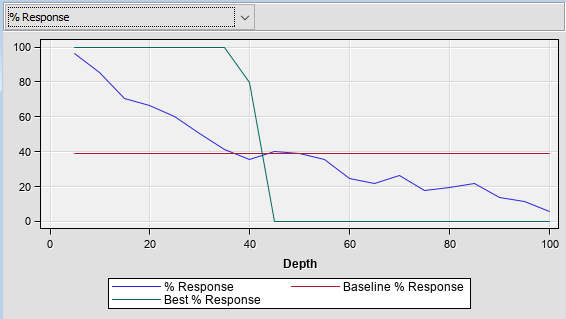 % Response
100
80
60
40
20
0
0 20 40 60 80 100
Depth
% Response Baseline % Response
Best % Response